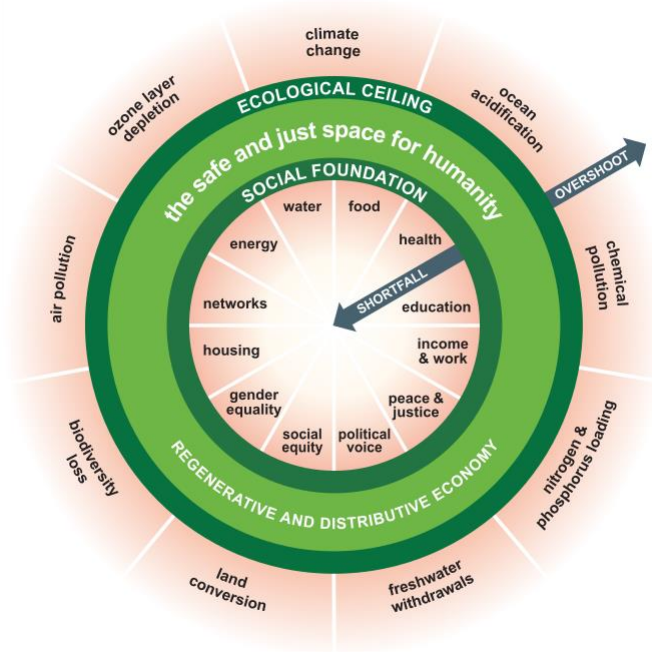 climate
change
ocean
acidification
chemical
pollution
nitrogen &
phosphorus loading
freshwater
withdrawals
land
conversion
biodiversity
loss
air pollution
ozone layer
depletion
ECOLOGICAL CEILING
the safe and just space for humanity
SOCIAL FOUNDATION
OVERSHOOT
SHORTFALL
water
food
health
education
income
& work
peace &
justice
political
voice
social
equity
gender
equality
housing
networks
energy
REGENERATIVE AND DISTRIBUTIVE ECONOMY